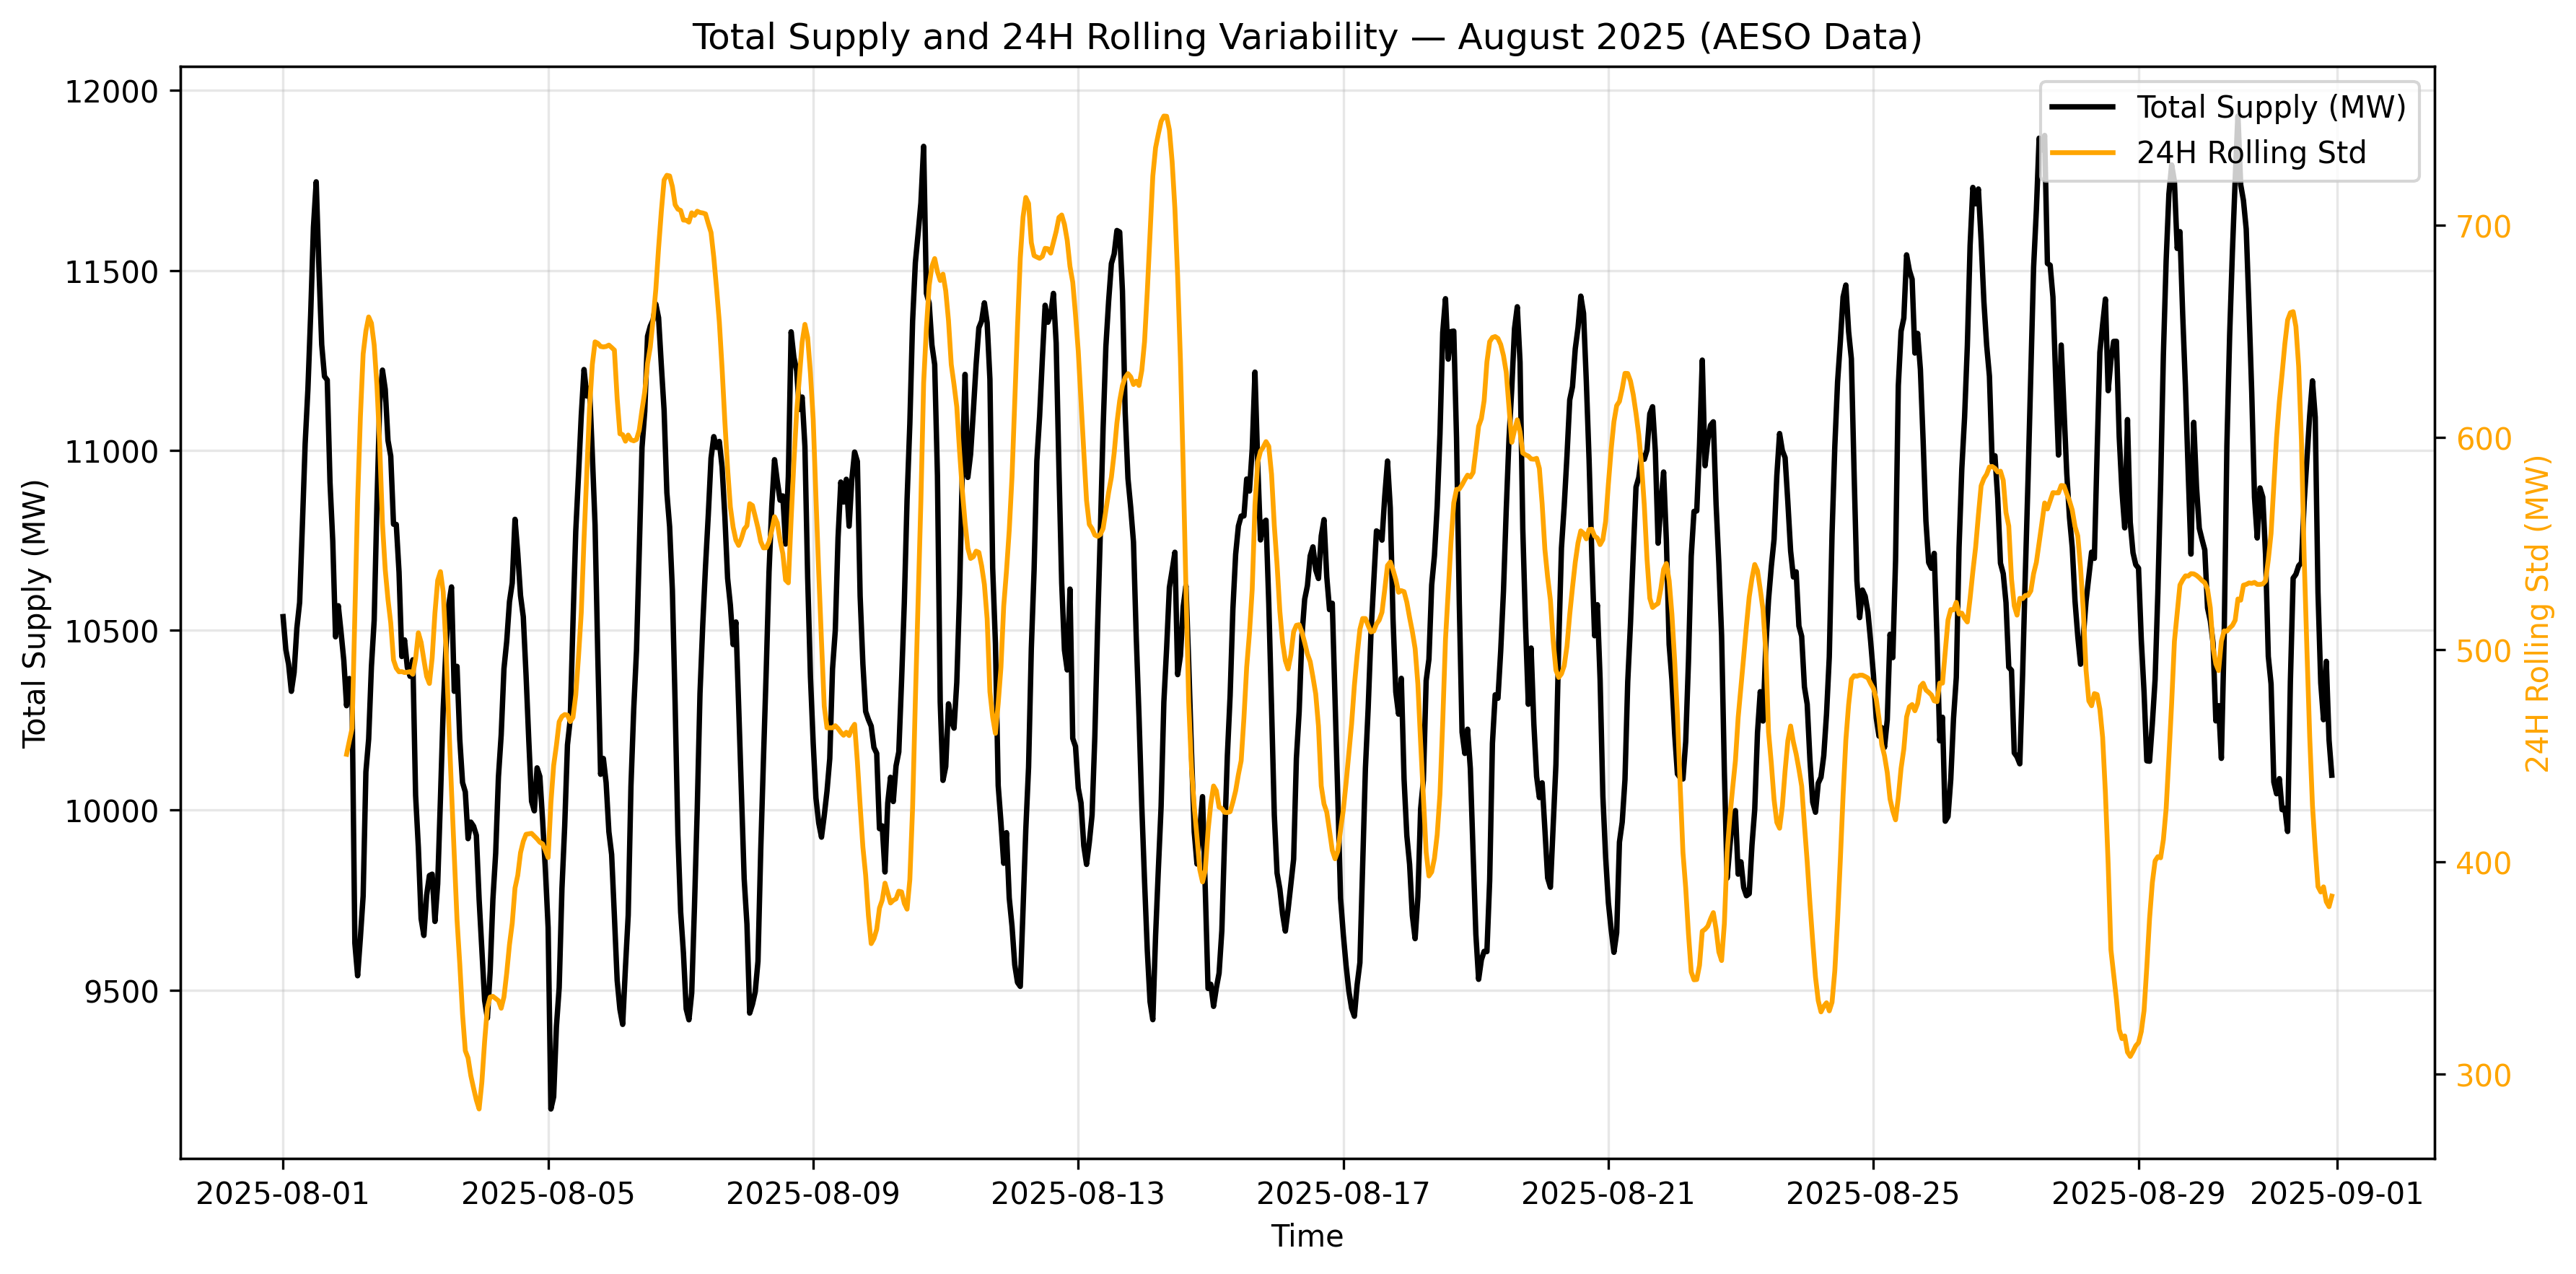 Total Supply and 24H Rolling Variability — August 2025 (AESO Data)
Total Supply (MW)
24H Rolling Std
12000
11500
11000
10500
10000
9500
Total Supply (MW)
700
600
500
400
300
24H Rolling Std (MW)
2025-08-01 2025-08-05 2025-08-09 2025-08-13 2025-08-17 2025-08-21 2025-08-25 2025-08-29 2025-09-01
Time